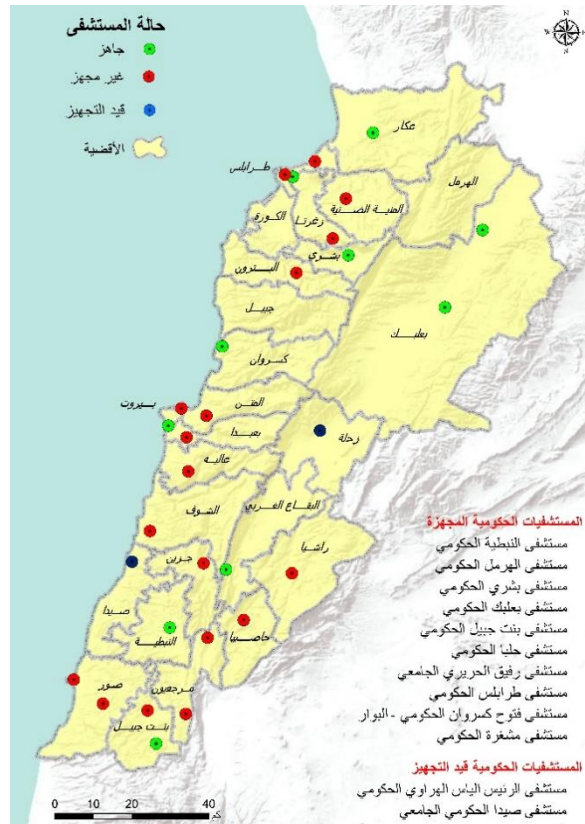 حالة المستشفى
جاهز
غير مجهز
قيد التجهيز
الأقضية
N
W
E
S
عكار
طرابلس
الهرمل
المنية الضنية
زغرتا
الكورة
بشري
البترون
جبيل
بعلبك
كسروان
المتن
بيروت
زحلة
بعبدا
عاليه
البقاع الغربي
الشوف
راشيا
جزين
صيدا
حاصبيا
النبطية
مرجعيون
صور
بنت جبيل
المستشفيات الحكومية المجهزة
مستشفى النبطية الحكومي
مستشفى الهرمل الحكومي
مستشفى بشري الحكومي
مستشفى بعلبك الحكومي
مستشفى بنت جبيل الحكومي
مستشفى حلبا الحكومي
مستشفى رفيق الحريري الجامعي
مستشفى طرابلس الحكومي
مستشفى فتوح كسروان الحكومي - البوار
مستشفى مشغرة الحكومي
المستشفيات الحكومية قيد التجهيز
مستشفى الرئيس الياس الهراوي الحكومي
مستشفى صيدا الحكومي الجامعي
0 10 20 40
كم